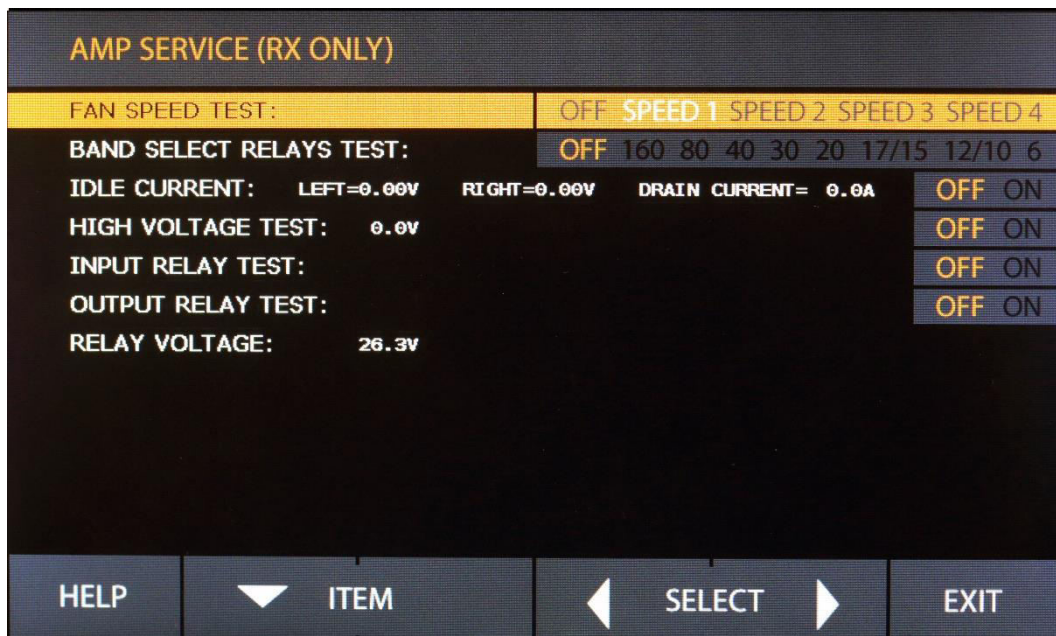 AMP SERVICE (RX ONLY)
FAN SPEED TEST: OFF SPEED 1 SPEED 2 SPEED 3 SPEED 4
BAND SELECT RELAYS TEST: OFF 160 80 40 30 20 17/15 12/10 6
IDLE CURRENT: LEFT=0.00V RIGHT=0.00V DRAIN CURRENT= 0.0A OFF ON
HIGH VOLTAGE TEST: 0.0V OFF ON
INPUT RELAY TEST: OFF ON
OUTPUT RELAY TEST: OFF ON
RELAY VOLTAGE: 26.3V
HELP ITEM SELECT EXIT